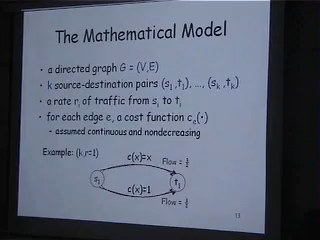 The Mathematical Model
• a directed graph G = (V,E)
• k source-destination pairs (s₁ ,t₁), …, (sₖ ,tₖ)
• a rate rᵢ of traffic from sᵢ to tᵢ
• for each edge e, a cost function cₑ(•)
– assumed continuous and nondecreasing
Example: (k,r=1)
c(x)=x
Flow = ½
s₁
t₁
c(x)=1
Flow = ½